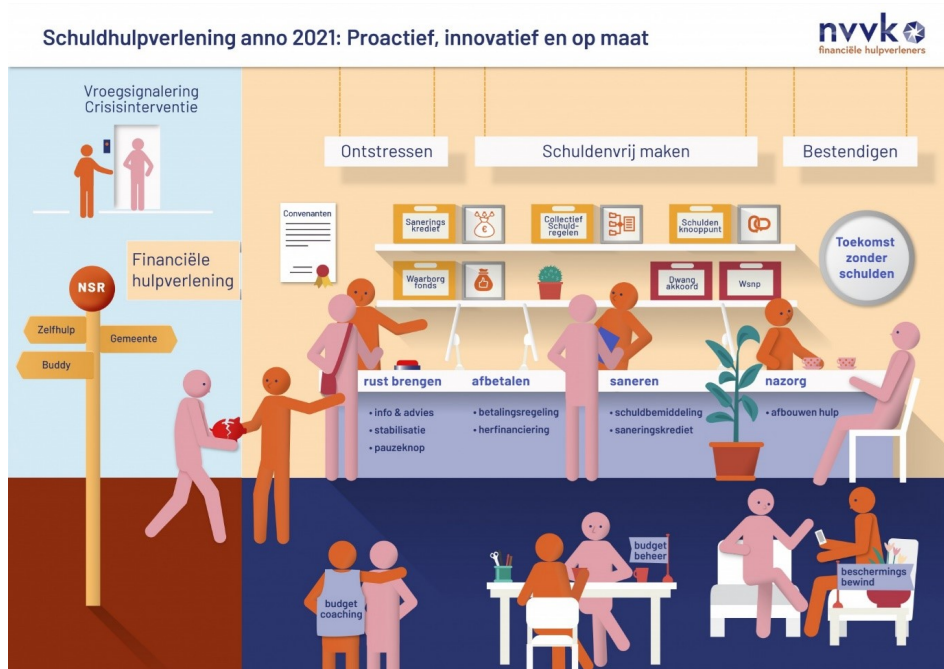 Schuldhulpverlening anno 2021: Proactief, innovatief en op maat
nvvk
financiële hulpverleners
Vroegsignalering
Crisisinterventie
Ontstressen
Schuldenvrij maken
Bestendigen
Convenanten
Sanerings
krediet
€
Collectief
Schuld-
regelen
Schulden
knooppunt
Waarborg
fonds
Dwang
akkoord
Wsnp
Toekomst
zonder
schulden
Financiële
hulpverlening
NSR
Zelfhulp
Gemeente
Buddy
rust brengen
• info & advies
• stabilisatie
• pauzeknop
afbetalen
• betalingsregeling
• herfinanciering
saneren
• schuldbemiddeling
• saneringskrediet
nazorg
• afbouwen hulp
budget
coaching
budget
beheer
beschermings
bewind